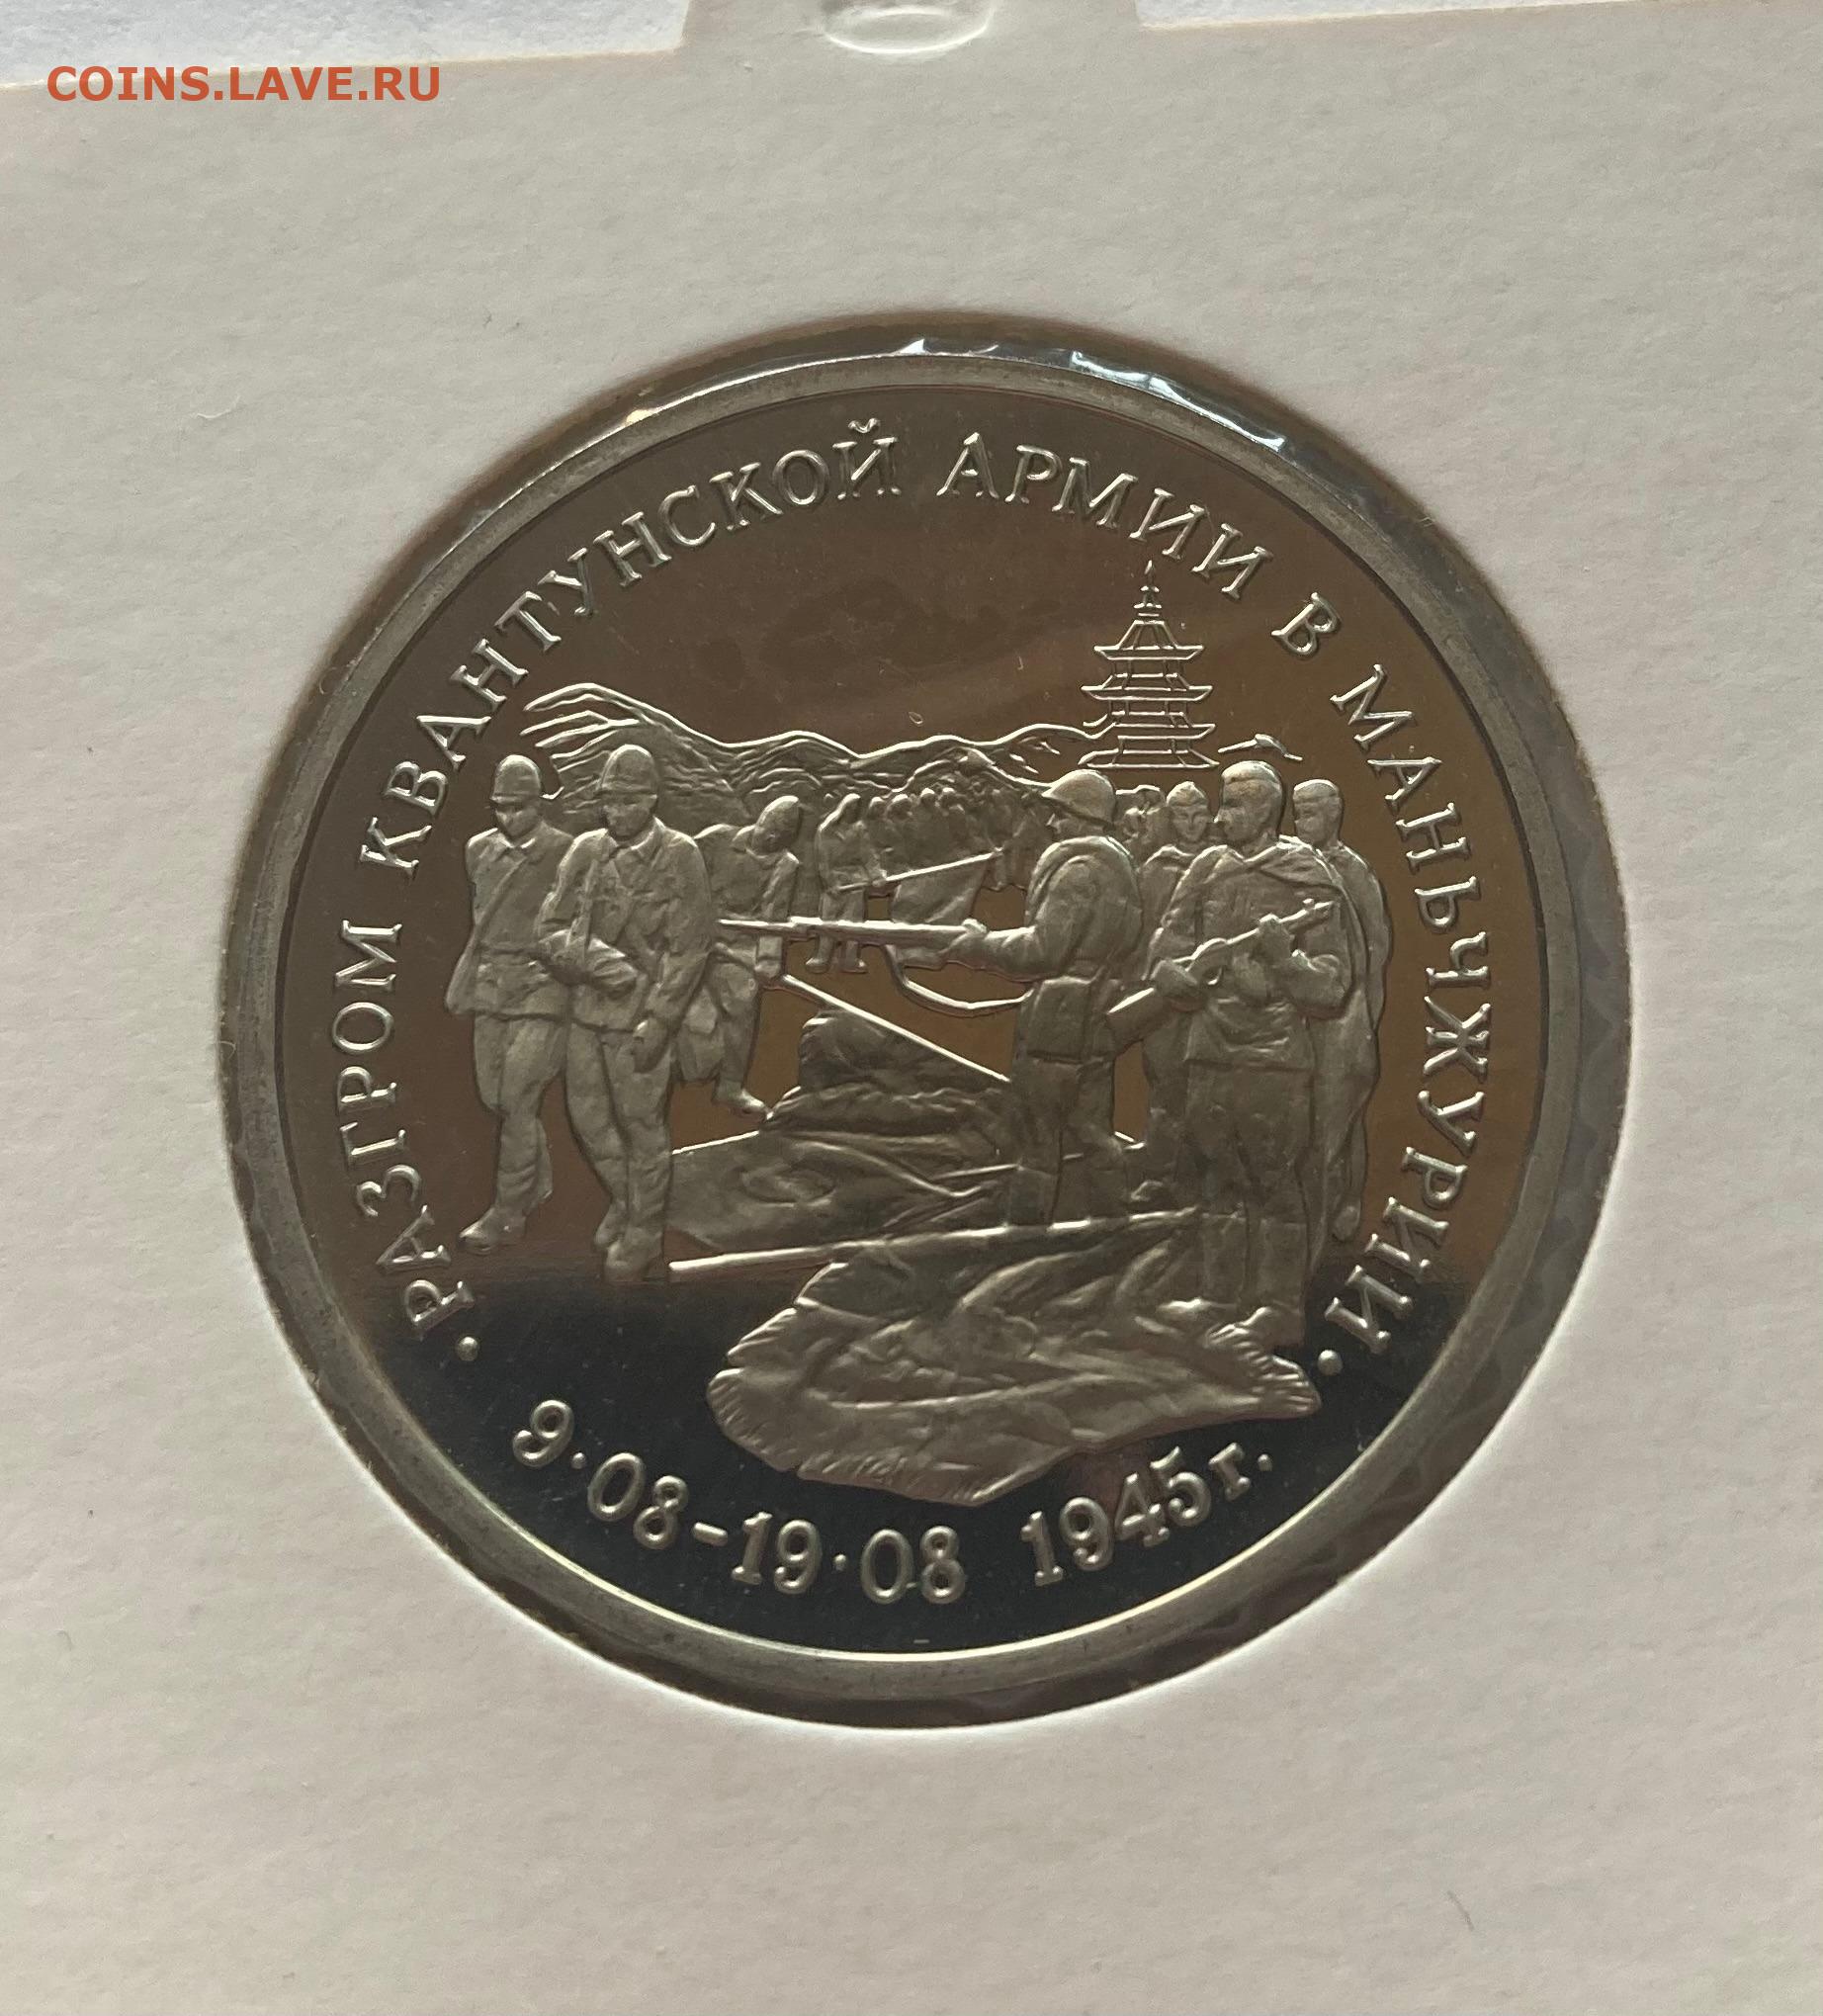 COINS.LAVE.RU
· РАЗГРОМ КВАНТУНСКОЙ АРМИИ В МАНЬЧЖУРИИ ·
9·08-19·08 1945г.